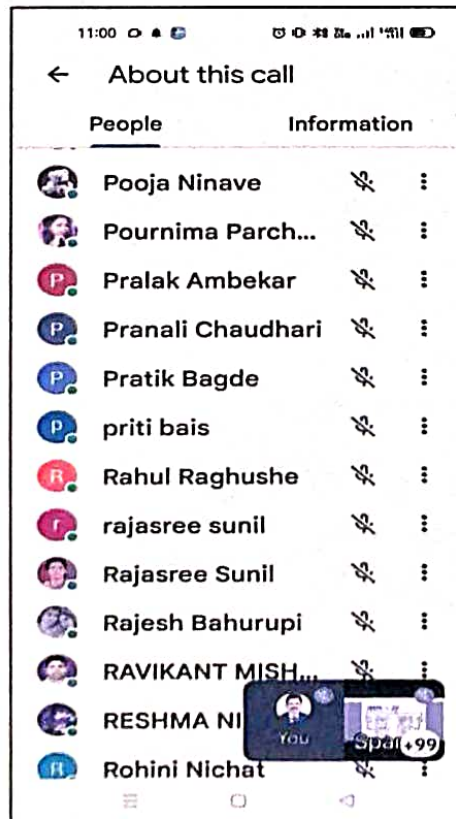 11:00
← About this call
People Information
Pooja Ninave
Pournima Parch...
P Pralak Ambekar
P Pranali Chaudhari
P Pratik Bagde
P priti bais
R Rahul Raghushe
r rajasree sunil
Rajasree Sunil
Rajesh Bahurupi
RAVIKANT MISH...
RESHMA NI
You Spar +99
R Rohini Nichat